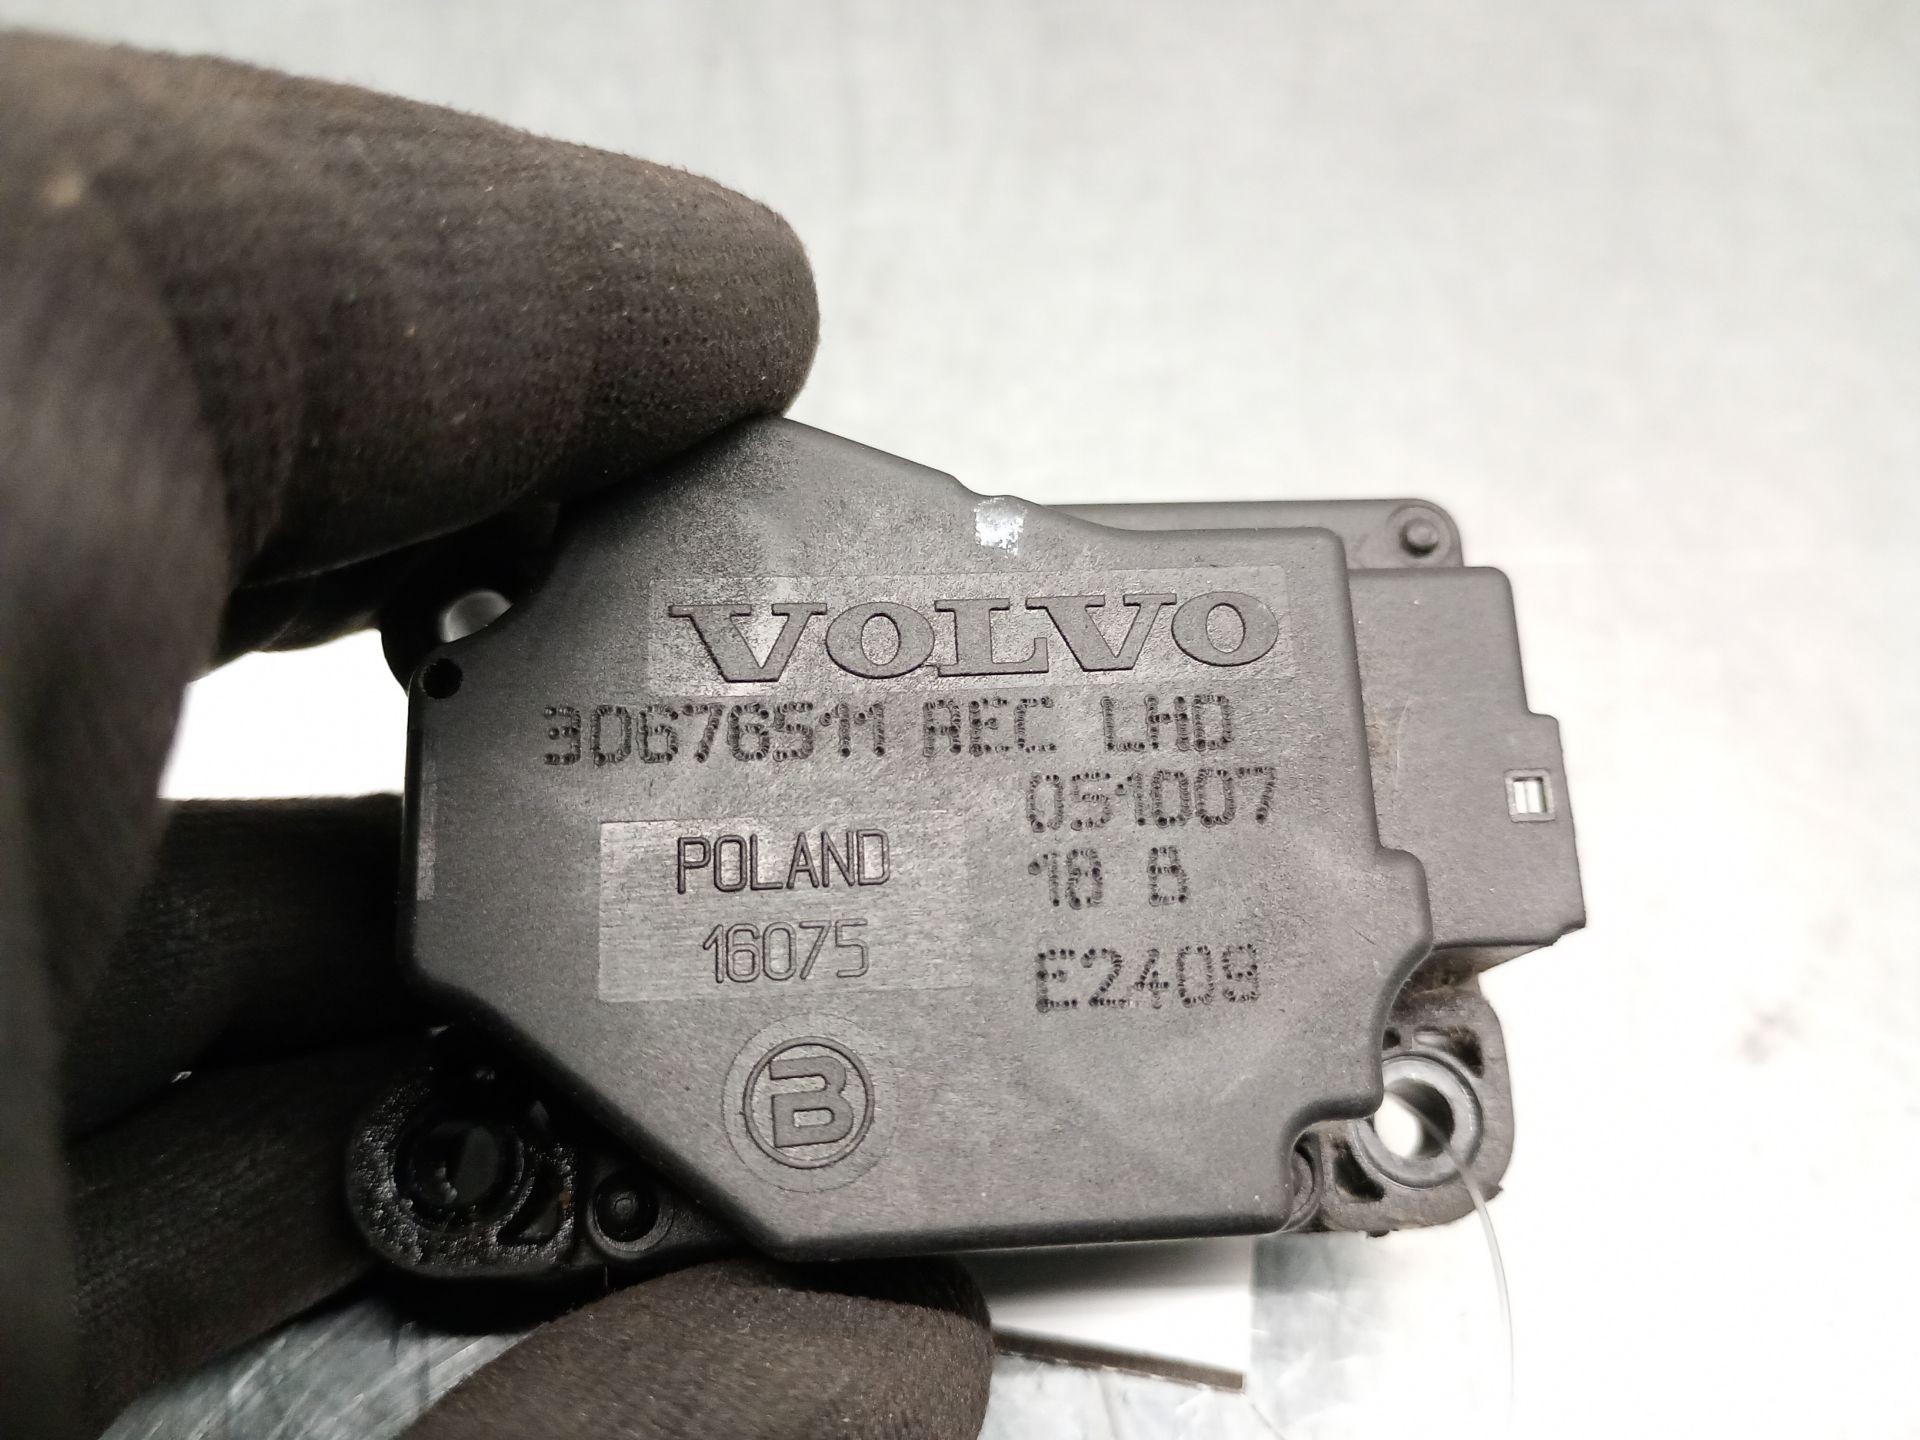 VOLVO
30676511 REC LHD
051007
POLAND
18 B
16075
E2409
B